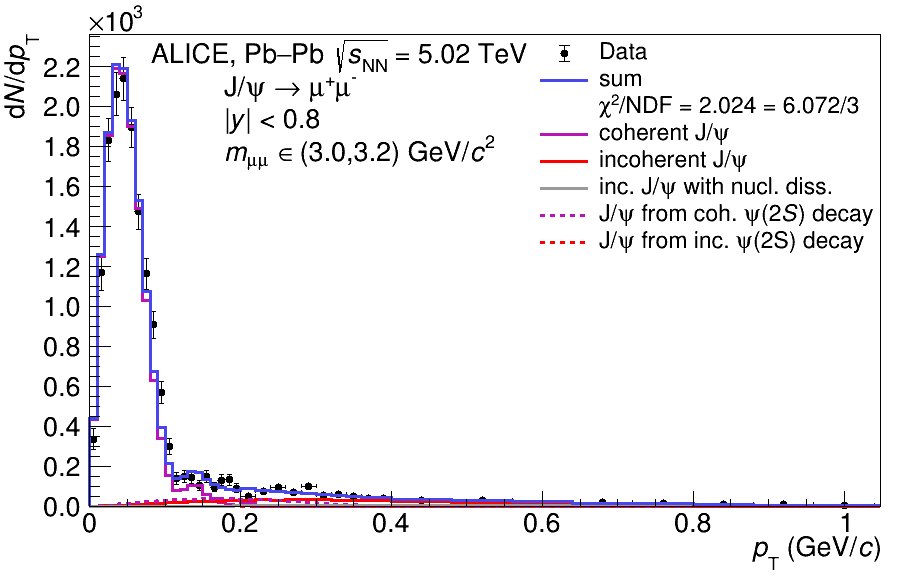 ×10³
dN/dp_T
ALICE, Pb–Pb √s_NN = 5.02 TeV
J/ψ → μ⁺μ⁻
|y| < 0.8
m_μμ ∈ (3.0,3.2) GeV/c²
Data
sum
χ²/NDF = 2.024 = 6.072/3
coherent J/ψ
incoherent J/ψ
inc. J/ψ with nucl. diss.
J/ψ from coh. ψ(2S) decay
J/ψ from inc. ψ(2S) decay
2.2
2.0
1.8
1.6
1.4
1.2
1.0
0.8
0.6
0.4
0.2
0.0
0 0.2 0.4 0.6 0.8 1
p_T (GeV/c)